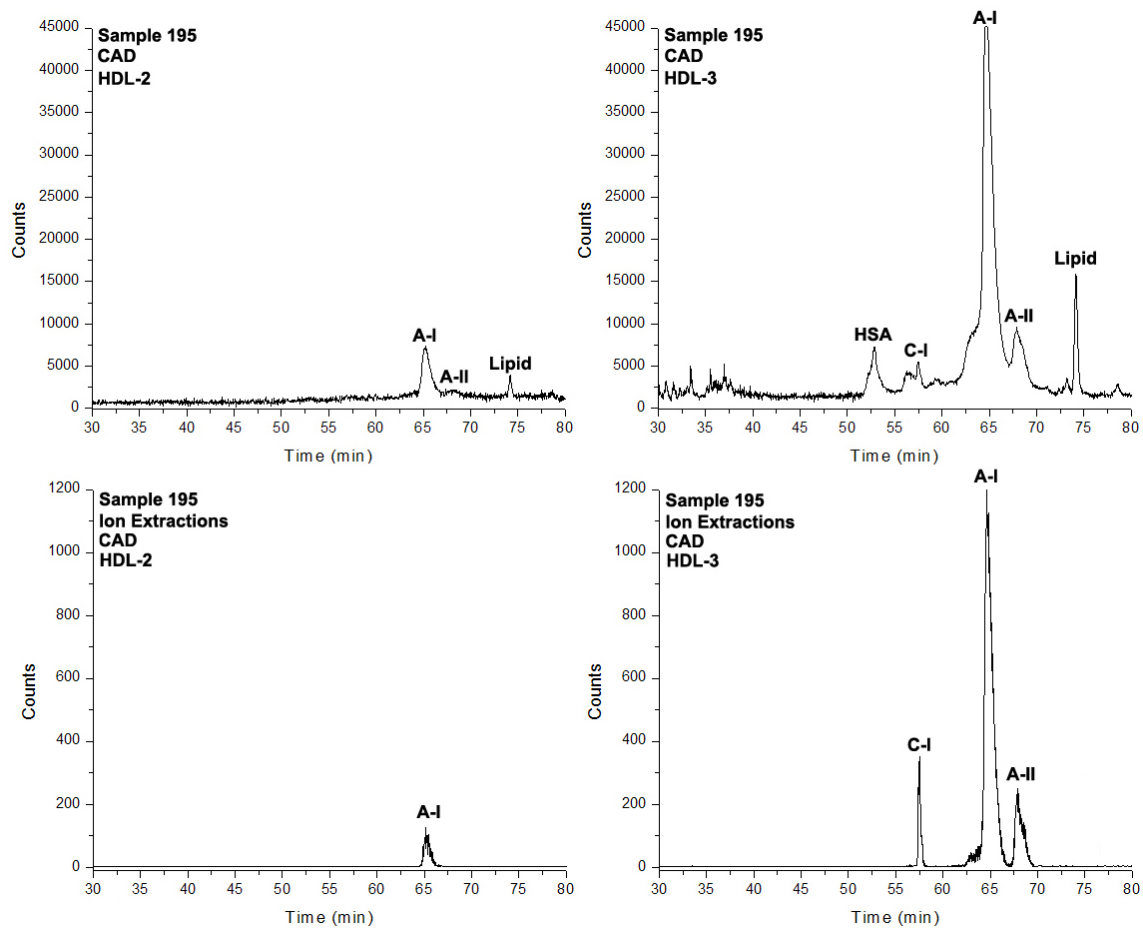 Sample 195
CAD
HDL-2
45000
40000
35000
30000
25000
20000
15000
10000
5000
0
Counts
A-I
A-II
Lipid
30 35 40 45 50 55 60 65 70 75 80
Time (min)
Sample 195
CAD
HDL-3
45000
40000
35000
30000
25000
20000
15000
10000
5000
0
Counts
A-I
Lipid
HSA
C-I
A-II
30 35 40 45 50 55 60 65 70 75 80
Time (min)
Sample 195
Ion Extractions
CAD
HDL-2
1200
1000
800
600
400
200
0
Counts
A-I
30 35 40 45 50 55 60 65 70 75 80
Time (min)
Sample 195
Ion Extractions
CAD
HDL-3
1200
1000
800
600
400
200
0
Counts
A-I
C-I
A-II
30 35 40 45 50 55 60 65 70 75 80
Time (min)